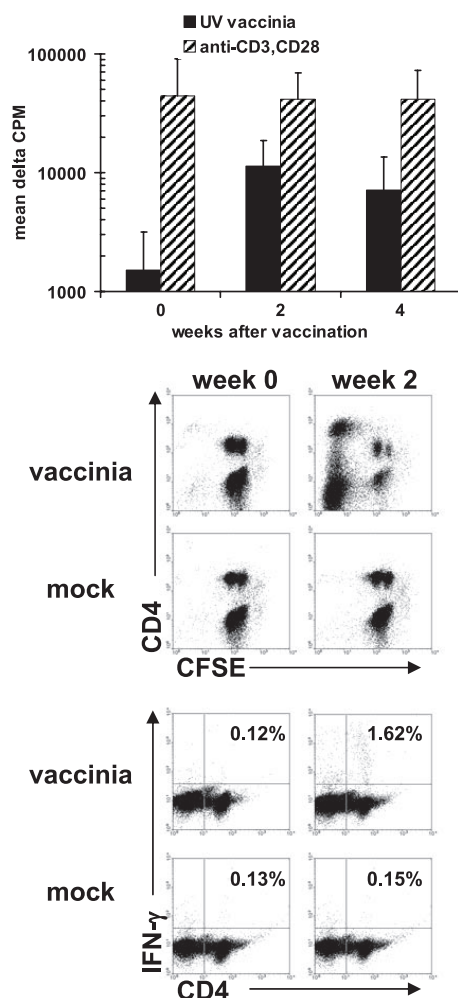 UV vaccinia
anti-CD3,CD28
mean delta CPM
100000
10000
1000
0 2 4
weeks after vaccination
week 0 week 2
vaccinia
mock
CD4
CFSE
vaccinia
0.12% 1.62%
mock
0.13% 0.15%
IFN-γ
CD4